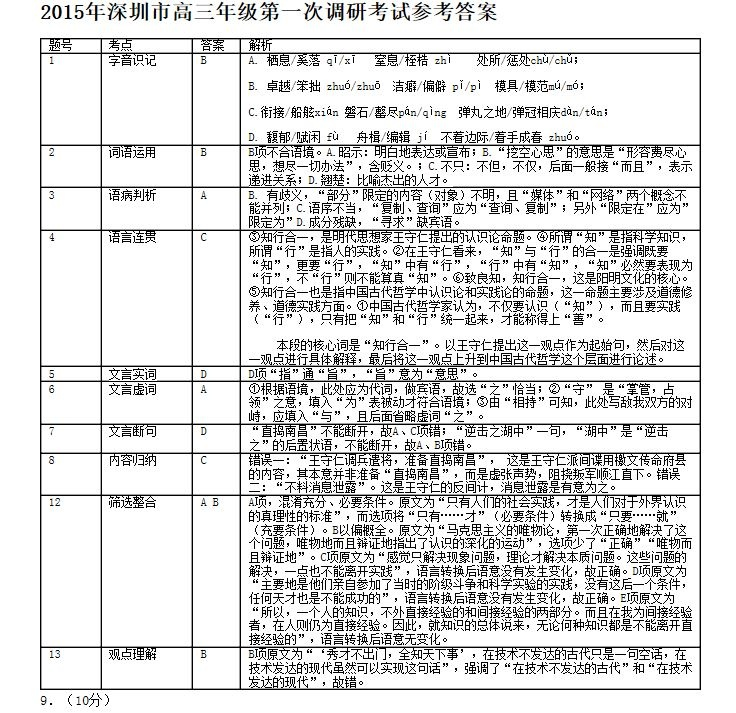 2015年深圳市高三年级第一次调研考试参考答案
题号 考点 答案 解析
1 字音识记 B A. 栖息/奚落 qī/xī 窒息/桎梏 zhì 处所/惩处chù/chǔ；
B. 卓越/笨拙 zhuó/zhuō 洁癖/偏僻 pǐ/pì 模具/模范mú/mó；
C.衔接/船舷xián 磐石/罄尽pán/qìng 弹丸之地/弹冠相庆dàn/tán；
D. 馥郁/赋闲 fù 舟楫/编辑 jí 不着边际/着手成春 zhuó。
2 词语运用 B B项不合语境。A.昭示：明白地表达或宣布；B.“挖空心思”的意思是“形容费尽心
思，想尽一切办法”，含贬义。；C.不只：不但，不仅，后面一般接“而且”，表示
递进关系；D.翘楚：比喻杰出的人才。
3 语病判析 A B. 有歧义，“部分”限定的内容（对象）不明，且“媒体”和“网络”两个概念不
能并列；C.语序不当，“复制、查询”应为“查询、复制”；另外“限定在”应为“
限定为”D.成分残缺，“寻求”缺宾语。
4 语言连贯 C ③知行合一，是明代思想家王守仁提出的认识论命题。④所谓“知”是指科学知识，
所谓“行”是指人的实践。②在王守仁看来，“知”与“行”的合一是强调既要
“知”，更要“行”，“知”中有“行”，“行”中有“知”，“知”必然要表现为
“行”，不“行”则不能算真“知”。⑥致良知，知行合一，这是阳明文化的核心。
⑤知行合一也是指中国古代哲学中认识论和实践论的命题，这一命题主要涉及道德修
养、道德实践方面。①中国古代哲学家认为，不仅要认识（“知”），而且要实践
（“行”），只有把“知”和“行”统一起来，才能称得上“善”。
本段的核心词是“知行合一”。以王守仁提出这一观点作为起始句，然后对这
一观点进行具体解释，最后将这一观点上升到中国古代哲学这个层面进行论述。
5 文言实词 D D项“指”通“旨”，“旨”意为“意思”。
6 文言虚词 A ①根据语境，此处应为代词，做宾语，故选“之”恰当；②“守” 是“掌管，占
领”之意，填入“为”表被动才符合语境；③由“相持”可知，此处写敌我双方的对
峙，应填入“与”，且后面省略虚词“之”。
7 文言断句 D “直捣南昌”不能断开，故A、C项错；“逆击之湖中”一句，“湖中”是“逆击
之”的后置状语，不能断开，故A、B项错。
8 内容归纳 C 错误一：“王守仁调兵遣将，准备直捣南昌”， 这是王守仁派间谍用檄文传命府县
的内容，其本意并非准备“直捣南昌”，而是虚张声势，阻挠叛军顺江直下。错误
二：“不料消息泄露”。这是王守仁的反间计，消息泄露是有意为之。
12 筛选整合 A B A项，混淆充分、必要条件。原文为“只有人们的社会实践，才是人们对于外界认识
的真理性的标准”，而选项将“只有……才”（必要条件）转换成“只要……就”
（充要条件）。B以偏概全。原文为“马克思主义的唯物论，第一次正确地解决了这
个问题，唯物地而且辩证地指出了认识的深化的运动”，选项少了“正确”“唯物而
且辩证地”。C项原文为“感觉只解决现象问题，理论才解决本质问题。这些问题的
解决，一点也不能离开实践”，语言转换后语意没有发生变化，故正确。D项原文为
“主要地是他们亲自参加了当时的阶级斗争和科学实验的实践，没有这后一个条件，
任何天才也是不能成功的”，语言转换后语意没有发生变化，故正确。E项原文为
“所以，一个人的知识，不外直接经验的和间接经验的两部分。而且在我为间接经验
者，在人则仍为直接经验。因此，就知识的总体说来，无论何种知识都是不能离开直
接经验的”，语言转换后语意无变化。
13 观点理解 B B项原文为“‘秀才不出门，全知天下事’，在技术不发达的古代只是一句空话，在
技术发达的现代虽然可以实现这句话”，强调了“在技术不发达的古代”和“在技术
发达的现代”，故错。
9．（10分）